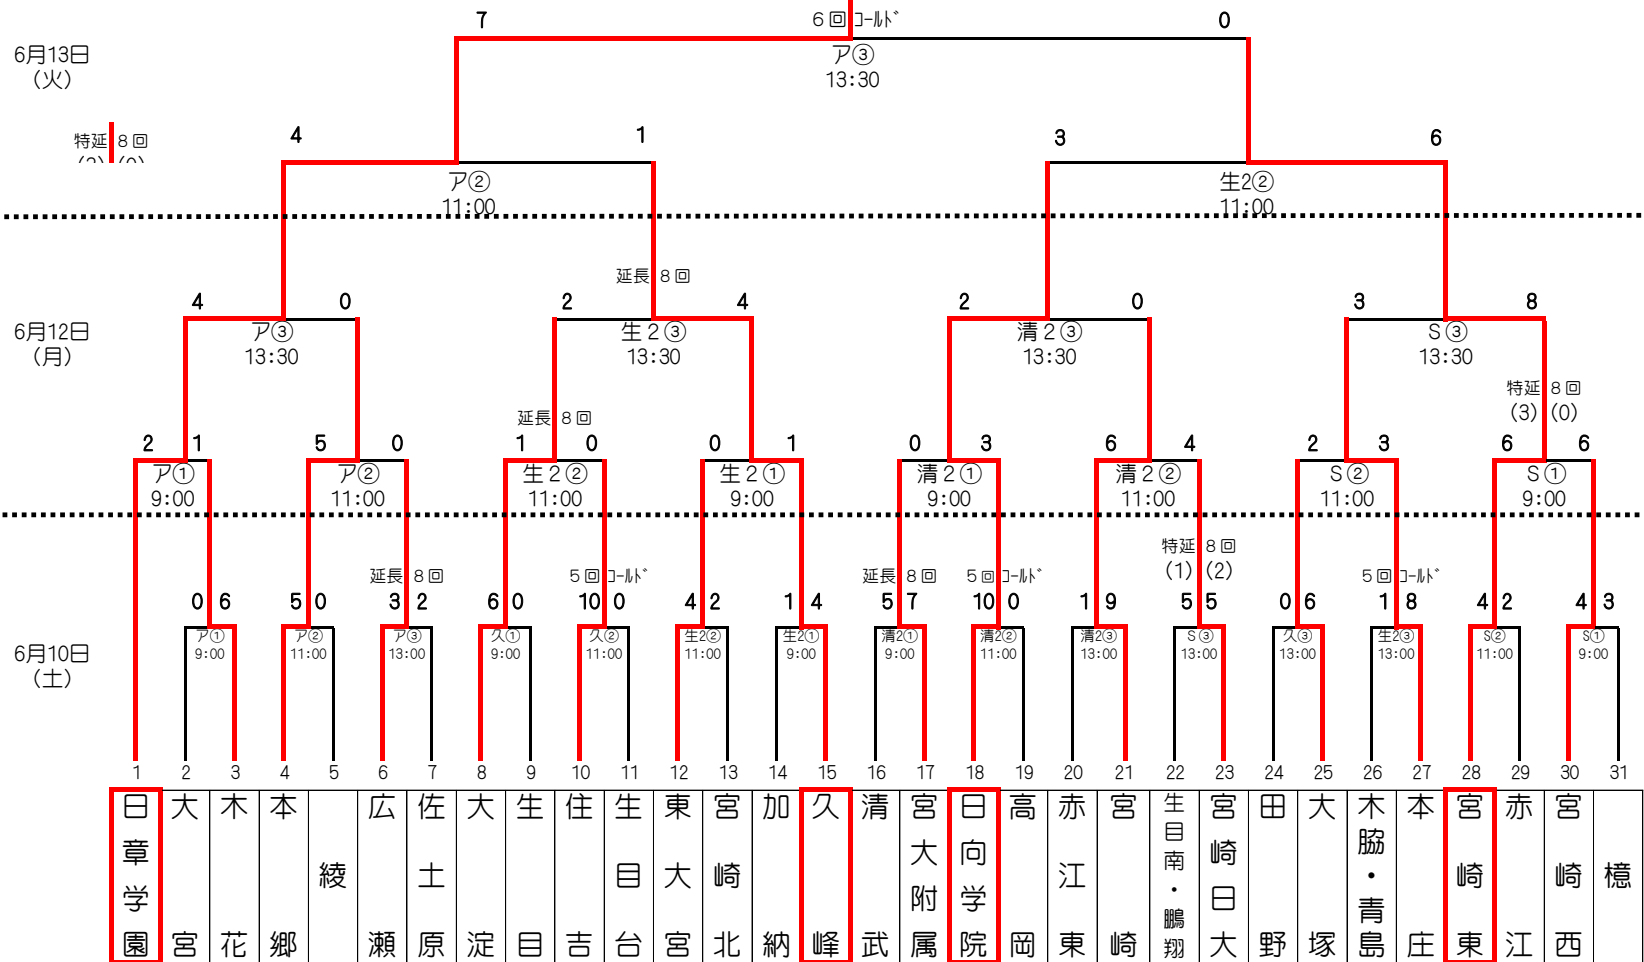 7 6回コールド 0
6月13日
(火)
ア③
13:30
特延 8回
4 1 3 6
ア② 生2②
11:00 11:00
延長 8回
4 0 2 4 2 0 3 8
6月12日
(月)
ア③ 生2③ 清2③ S③
13:30 13:30 13:30 13:30
特延 8回
(3) (0)
延長 8回
2 1 5 0 1 0 0 1 0 3 6 4 2 3 6 6
ア① ア② 生2② 生2① 清2① 清2② S② S①
9:00 11:00 11:00 9:00 9:00 11:00 11:00 9:00
特延 8回
(1) (2)
延長 8回 5回コールド 延長 8回 5回コールド 5回コールド
0 6 5 0 3 2 6 0 10 0 4 2 1 4 5 7 10 0 1 9 5 5 0 6 1 8 4 2 4 3
ア① ア② ア③ 久① 久② 生2② 生2① 清2① 清2② 清2③ S③ 久③ 生2③ S② S①
9:00 11:00 13:00 9:00 11:00 11:00 9:00 9:00 11:00 13:00 13:00 13:00 13:00 11:00 9:00
6月10日
(土)
1 2 3 4 5 6 7 8 9 10 11 12 13 14 15 16 17 18 19 20 21 22 23 24 25 26 27 28 29 30 31
日章学園
大宮
木花
本郷
綾
広瀬
佐土原
大淀
生目
住吉
生目台
東大宮
宮崎北
加納
久峰
清武
宮大附属
日向学院
高岡
赤江東
宮崎
生目南・鵬翔
宮崎日大
田野
大塚
木脇・青島
本庄
宮崎東
赤江
宮崎西
檍